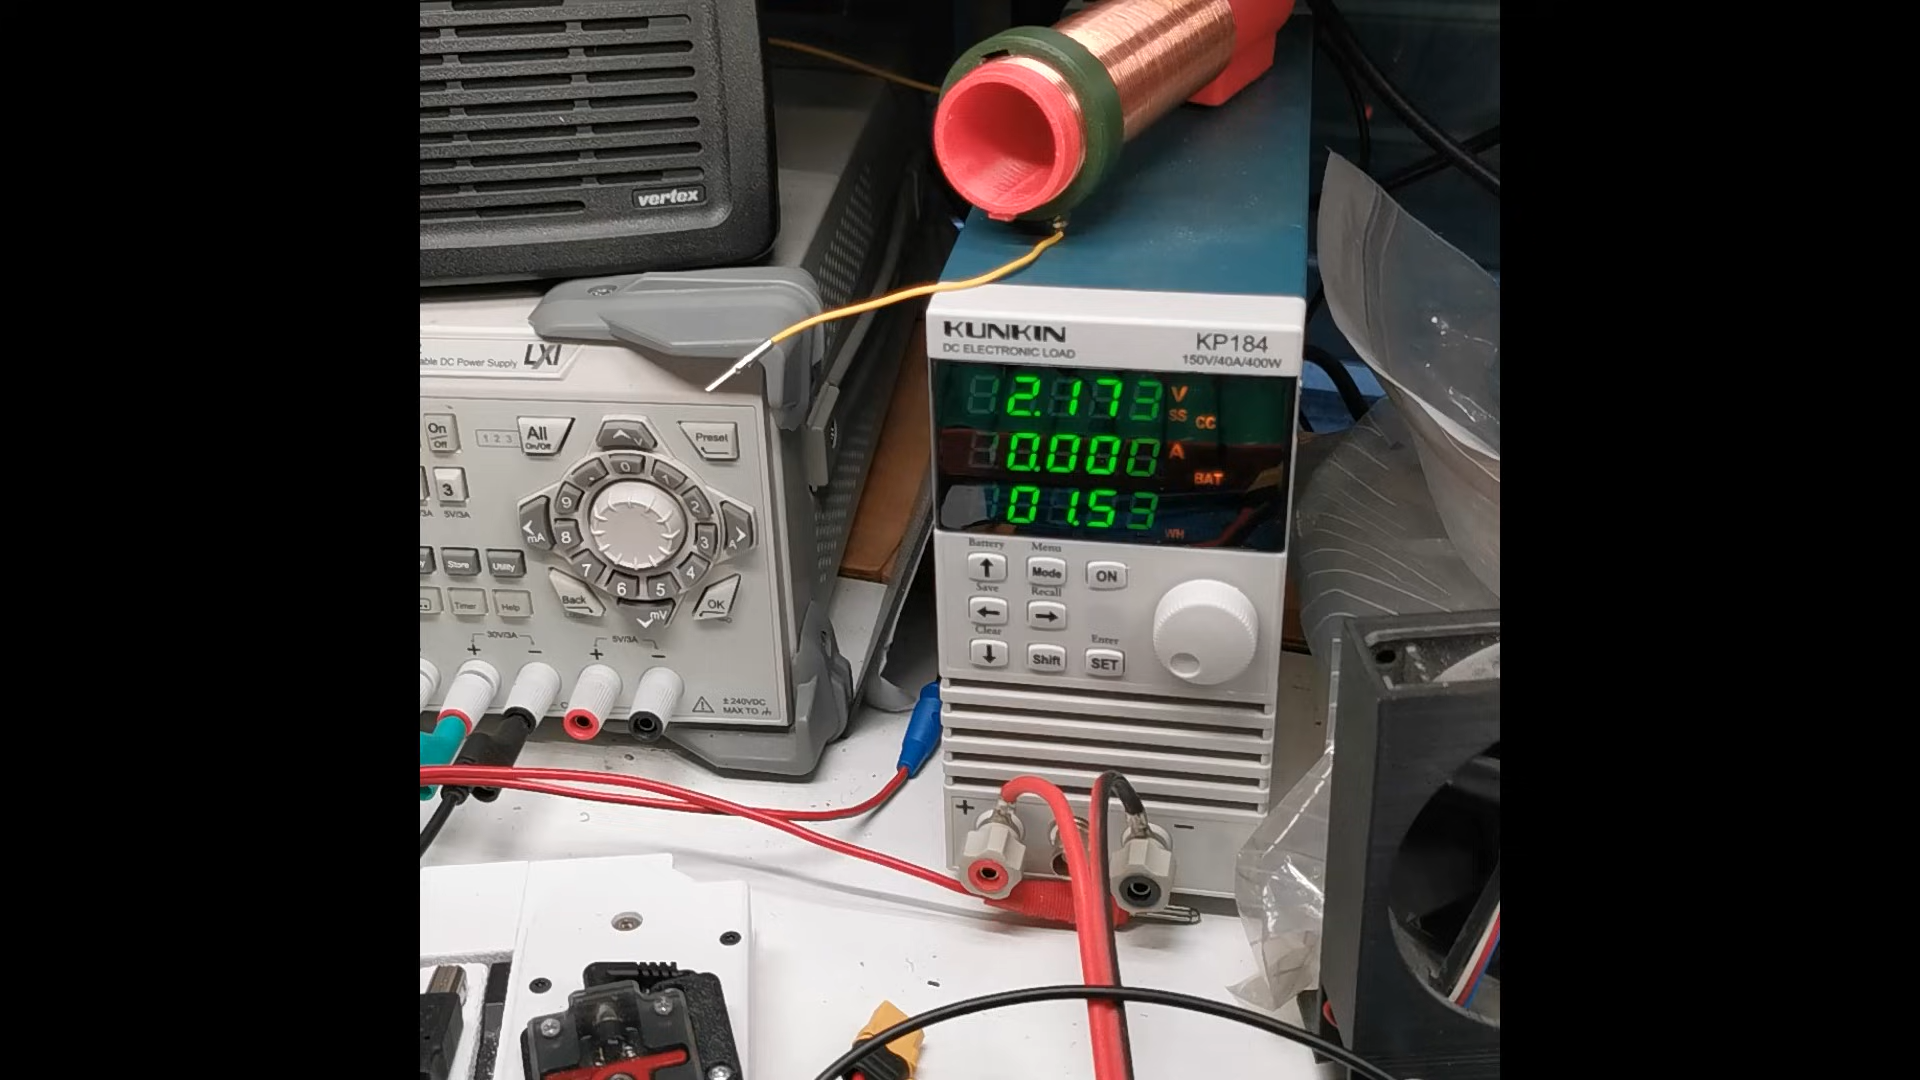 vertex
able DC Power Supply LXI
On
Off
1 2 3
All
On/Off
V
Preset
3
5V/3A
0
1
2
3
4
5
6
7
8
9
mA
A
mV
Store
Utility
Timer
Help
Back
OK
30V/3A
5V/3A
+ -
+ -
± 240VDC
MAX TO
KUNKIN
DC ELECTRONIC LOAD
KP184
150V/40A/400W
2.173 V
SS CC
0.000 A
BAT
01.59
WH
Battery
Menu
Mode
ON
Save
Recall
Clear
Shift
Enter
SET
+ -